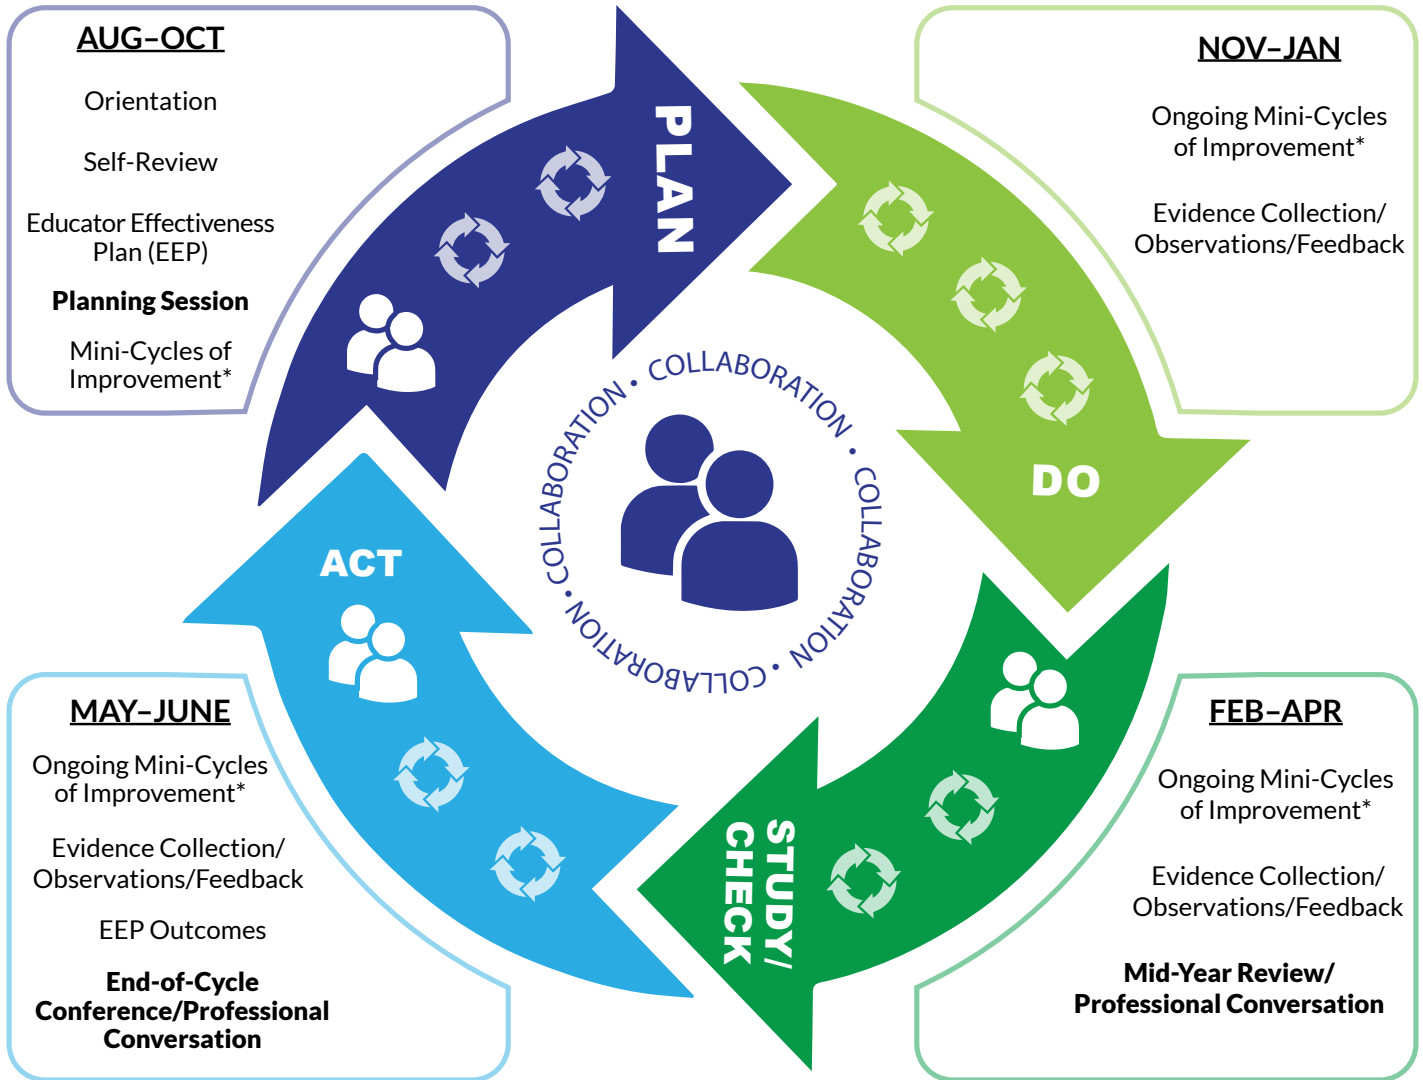 AUG–OCT
Orientation
Self-Review
Educator Effectiveness
Plan (EEP)
Planning Session
Mini-Cycles of
Improvement*
PLAN
NOV–JAN
Ongoing Mini-Cycles
of Improvement*
Evidence Collection/
Observations/Feedback
DO
COLLABORATION • COLLABORATION • COLLABORATION • COLLABORATION • COLLABORATION •
ACT
MAY–JUNE
Ongoing Mini-Cycles
of Improvement*
Evidence Collection/
Observations/Feedback
EEP Outcomes
End-of-Cycle
Conference/Professional
Conversation
STUDY/
CHECK
FEB–APR
Ongoing Mini-Cycles
of Improvement*
Evidence Collection/
Observations/Feedback
Mid-Year Review/
Professional Conversation